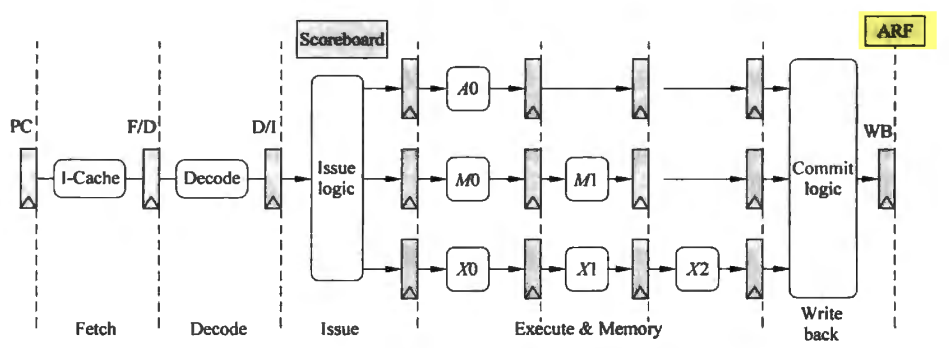 Scoreboard
ARF
PC
F/D
D/I
WB
I-Cache
Decode
Issue
logic
A0
M0
M1
X0
X1
X2
Commit
logic
Fetch
Decode
Issue
Execute & Memory
Write
back